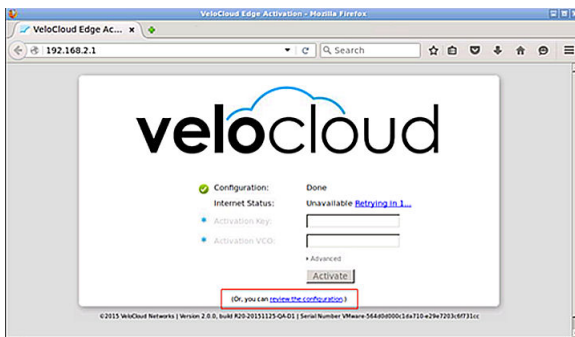 VeloCloud Edge Activation - Mozilla Firefox
VeloCloud Edge Ac...
192.168.2.1
Search
velocloud
Configuration: Done
Internet Status: Unavailable Retrying in 1...
Activation Key:
Activation VCO:
Advanced
Activate
(Or, you can review the configuration.)
©2015 VeloCloud Networks | Version 2.0.0, build R20-20151125-QA-D1 | Serial Number VMware-564d0d000c1da710-e29e7203c6f731cc